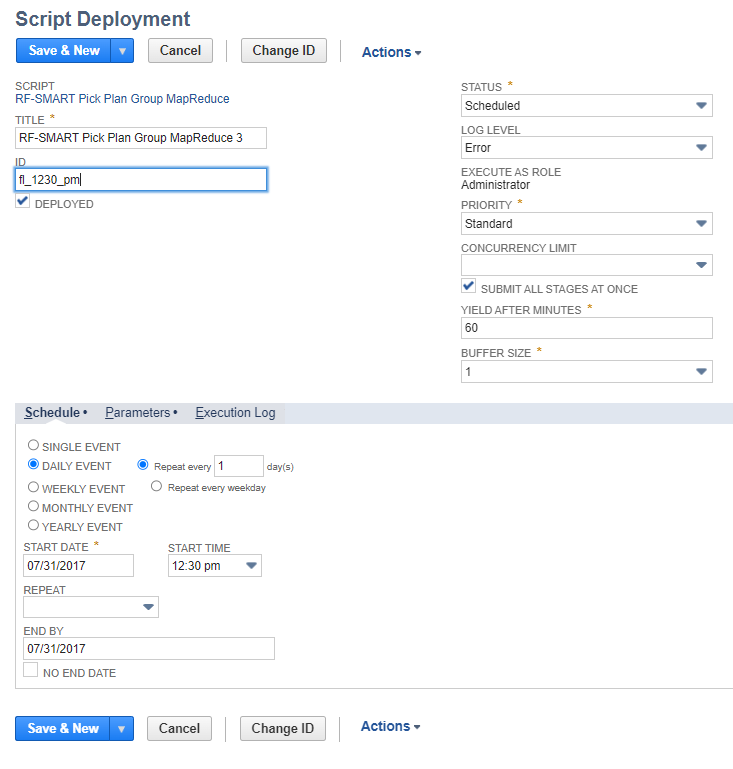 Script Deployment
Save & New Cancel Change ID Actions
SCRIPT
RF-SMART Pick Plan Group MapReduce
TITLE *
RF-SMART Pick Plan Group MapReduce 3
ID
fl_1230_pm
DEPLOYED
STATUS *
Scheduled
LOG LEVEL
Error
EXECUTE AS ROLE
Administrator
PRIORITY *
Standard
CONCURRENCY LIMIT
SUBMIT ALL STAGES AT ONCE
YIELD AFTER MINUTES *
60
BUFFER SIZE *
1
Schedule • Parameters • Execution Log
SINGLE EVENT
DAILY EVENT Repeat every 1 day(s)
WEEKLY EVENT Repeat every weekday
MONTHLY EVENT
YEARLY EVENT
START DATE * START TIME
07/31/2017 12:30 pm
REPEAT
END BY
07/31/2017
NO END DATE
Save & New Cancel Change ID Actions